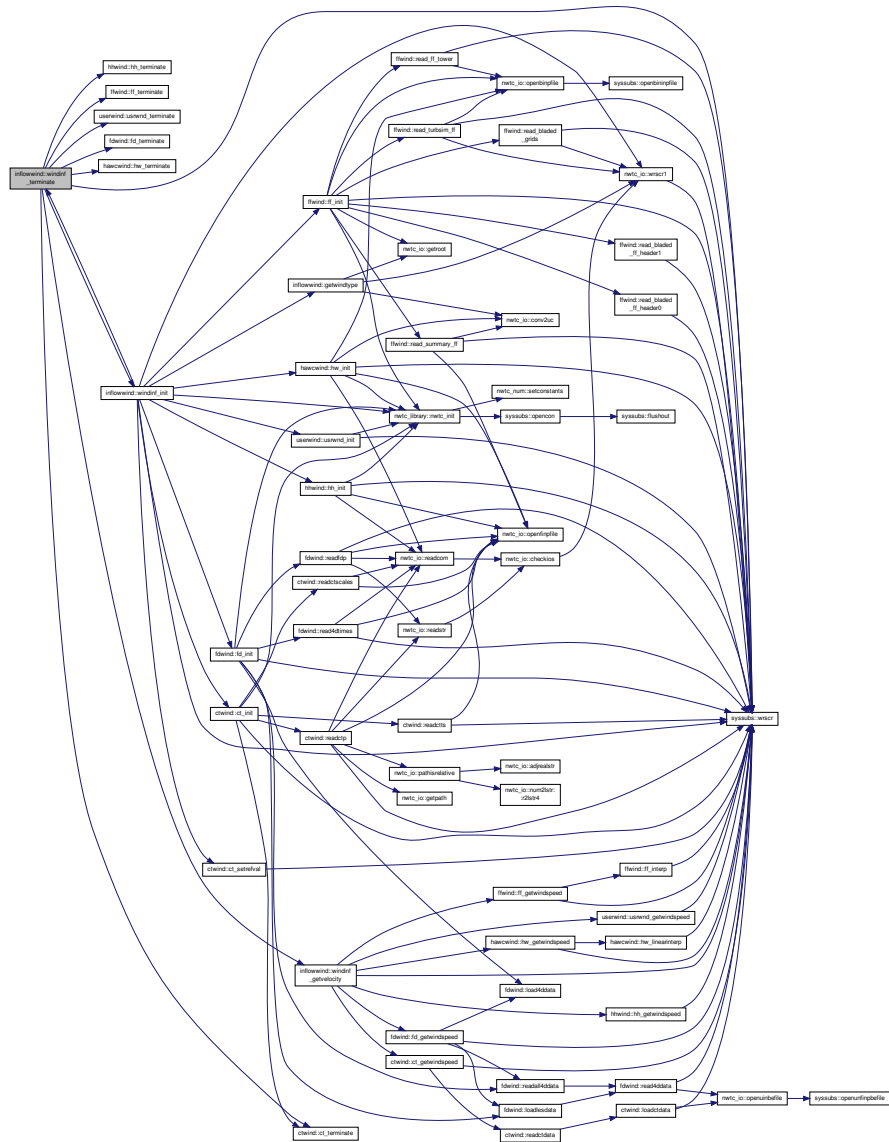 inflowwind::windinf
_terminate
hhwind::hh_terminate
ffwind::ff_terminate
userwind::usrwnd_terminate
fdwind::fd_terminate
hawcwind::hw_terminate
inflowwind::windinf_init
ffwind::ff_init
inflowwind::getwindtype
hawcwind::hw_init
userwind::usrwnd_init
hhwind::hh_init
fdwind::fd_init
ctwind::ct_init
ctwind::ct_setrefval
inflowwind::windinf
_getvelocity
ctwind::ct_terminate
fdwind::readfdp
ctwind::readctscales
fdwind::read4dtimes
ctwind::readctp
ffwind::read_ff_tower
ffwind::read_turbsim_ff
nwtc_io::getroot
ffwind::read_summary_ff
nwtc_library::nwtc_init
nwtc_io::readcom
nwtc_io::readstr
ctwind::readctts
nwtc_io::pathisrelative
nwtc_io::getpath
fdwind::fd_getwindspeed
ctwind::ct_getwindspeed
nwtc_io::openbinpfile
ffwind::read_bladed
_grids
nwtc_io::conv2uc
nwtc_num::setconstants
syssubs::opencon
nwtc_io::openfinpfile
nwtc_io::checkios
nwtc_io::adjrealstr
nwtc_io::num2lstr:
:r2lstr4
ffwind::ff_getwindspeed
hawcwind::hw_getwindspeed
fdwind::load4ddata
fdwind::readall4ddata
fdwind::loadlesdata
ctwind::readctdata
syssubs::openbininpfile
nwtc_io::wrscr1
ffwind::read_bladed
_ff_header1
ffwind::read_bladed
_ff_header0
syssubs::flushout
ffwind::ff_interp
userwind::usrwnd_getwindspeed
hawcwind::hw_linearinterp
hhwind::hh_getwindspeed
fdwind::read4ddata
ctwind::loadctdata
syssubs::wrscr
nwtc_io::openuinbefile
syssubs::openunfinpbefile